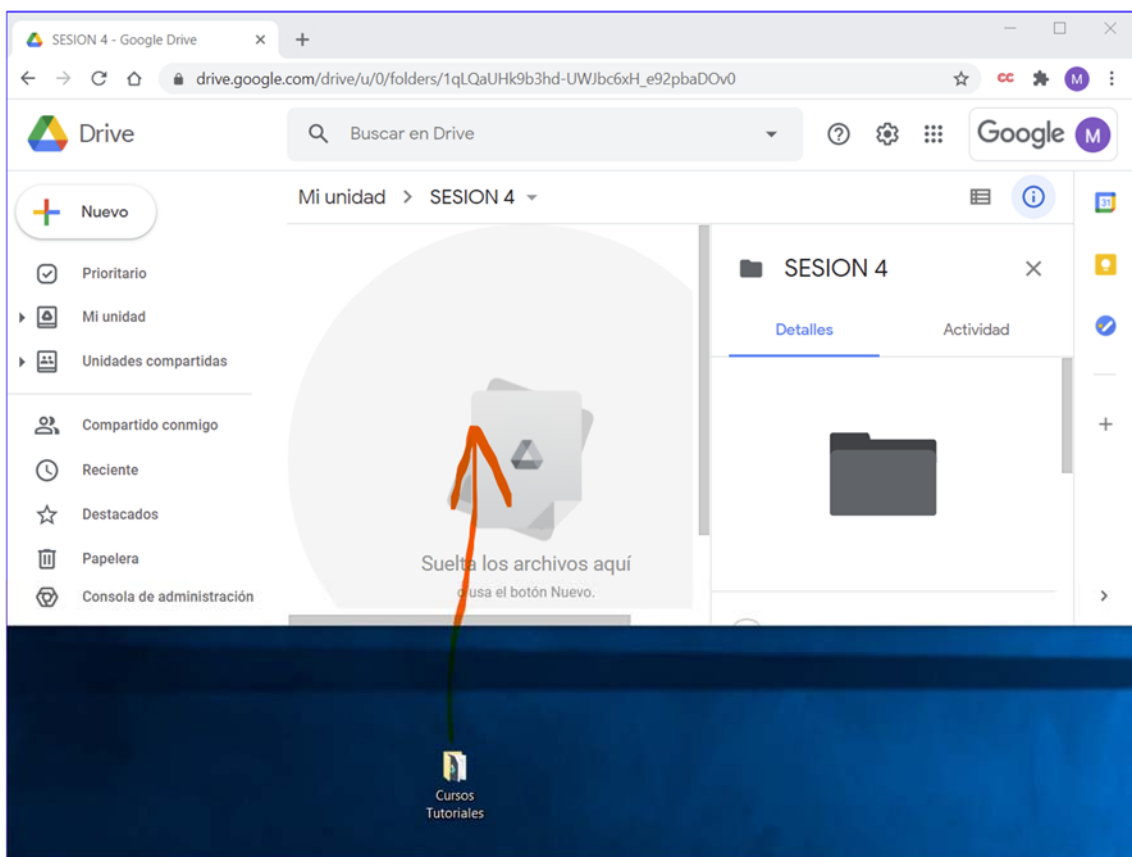 SESION 4 - Google Drive
drive.google.com/drive/u/0/folders/1qLQaUHk9b3hd-UWJbc6xH_e92pbaDOv0
CC
M
Drive
Buscar en Drive
Google
M
Nuevo
Mi unidad > SESION 4
31
Prioritario
Mi unidad
Unidades compartidas
Compartido conmigo
Reciente
Destacados
Papelera
Consola de administración
Suelta los archivos aquí
o usa el botón Nuevo.
SESION 4
Detalles
Actividad
Cursos
Tutoriales